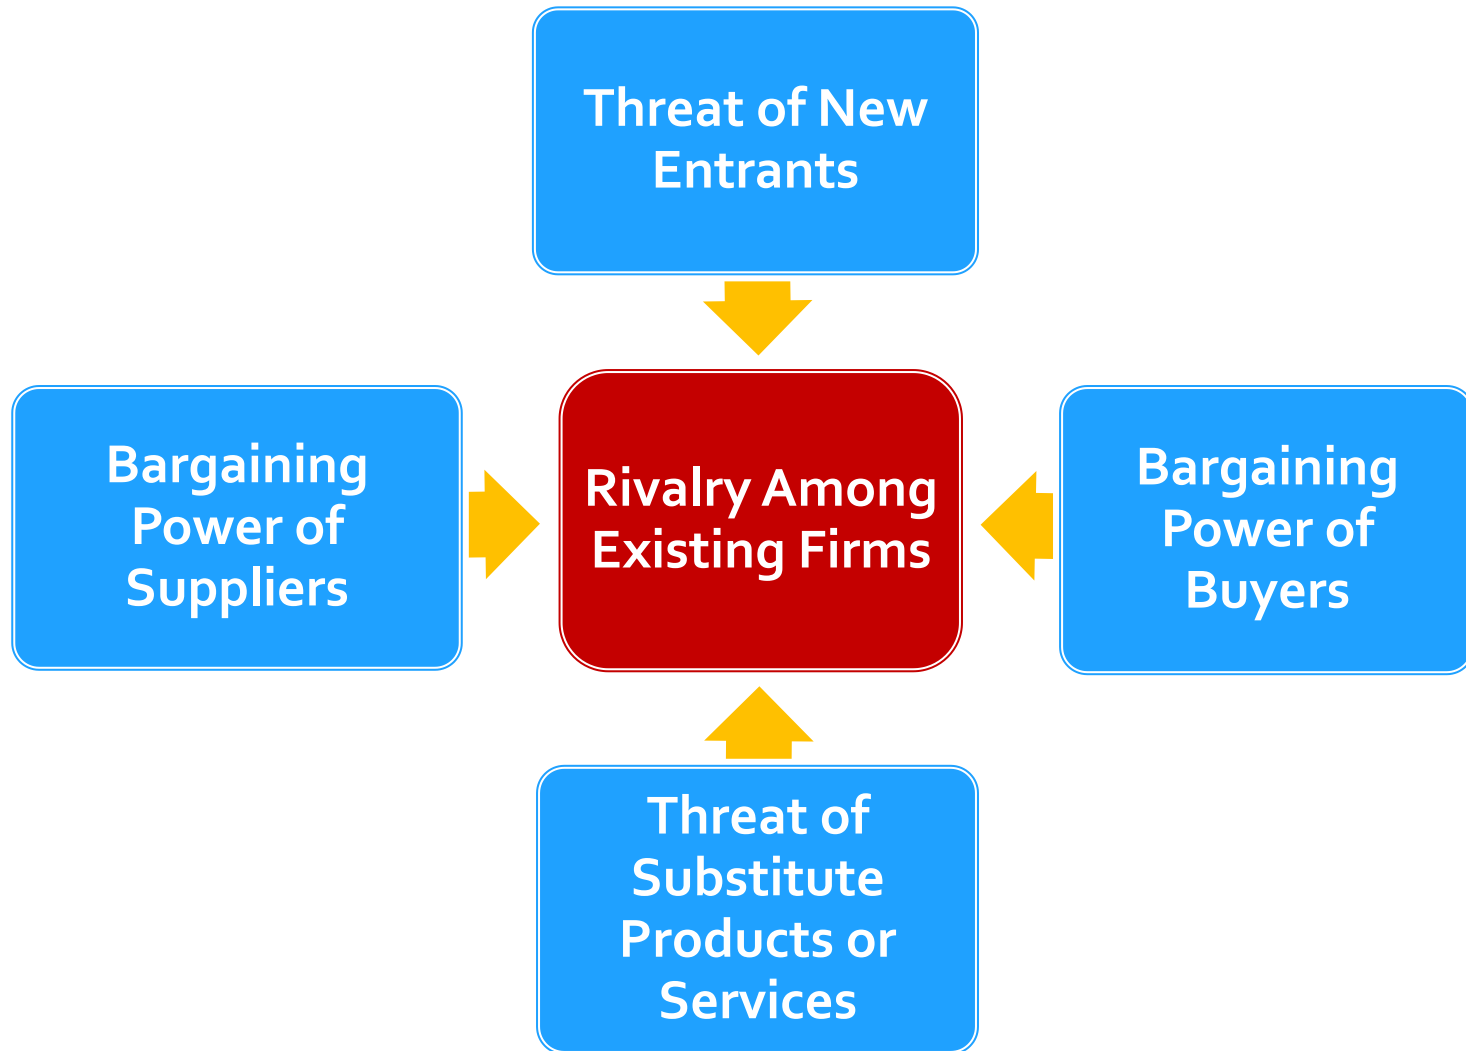 Threat of New
Entrants
Bargaining
Power of
Suppliers
Rivalry Among
Existing Firms
Bargaining
Power of
Buyers
Threat of
Substitute
Products or
Services